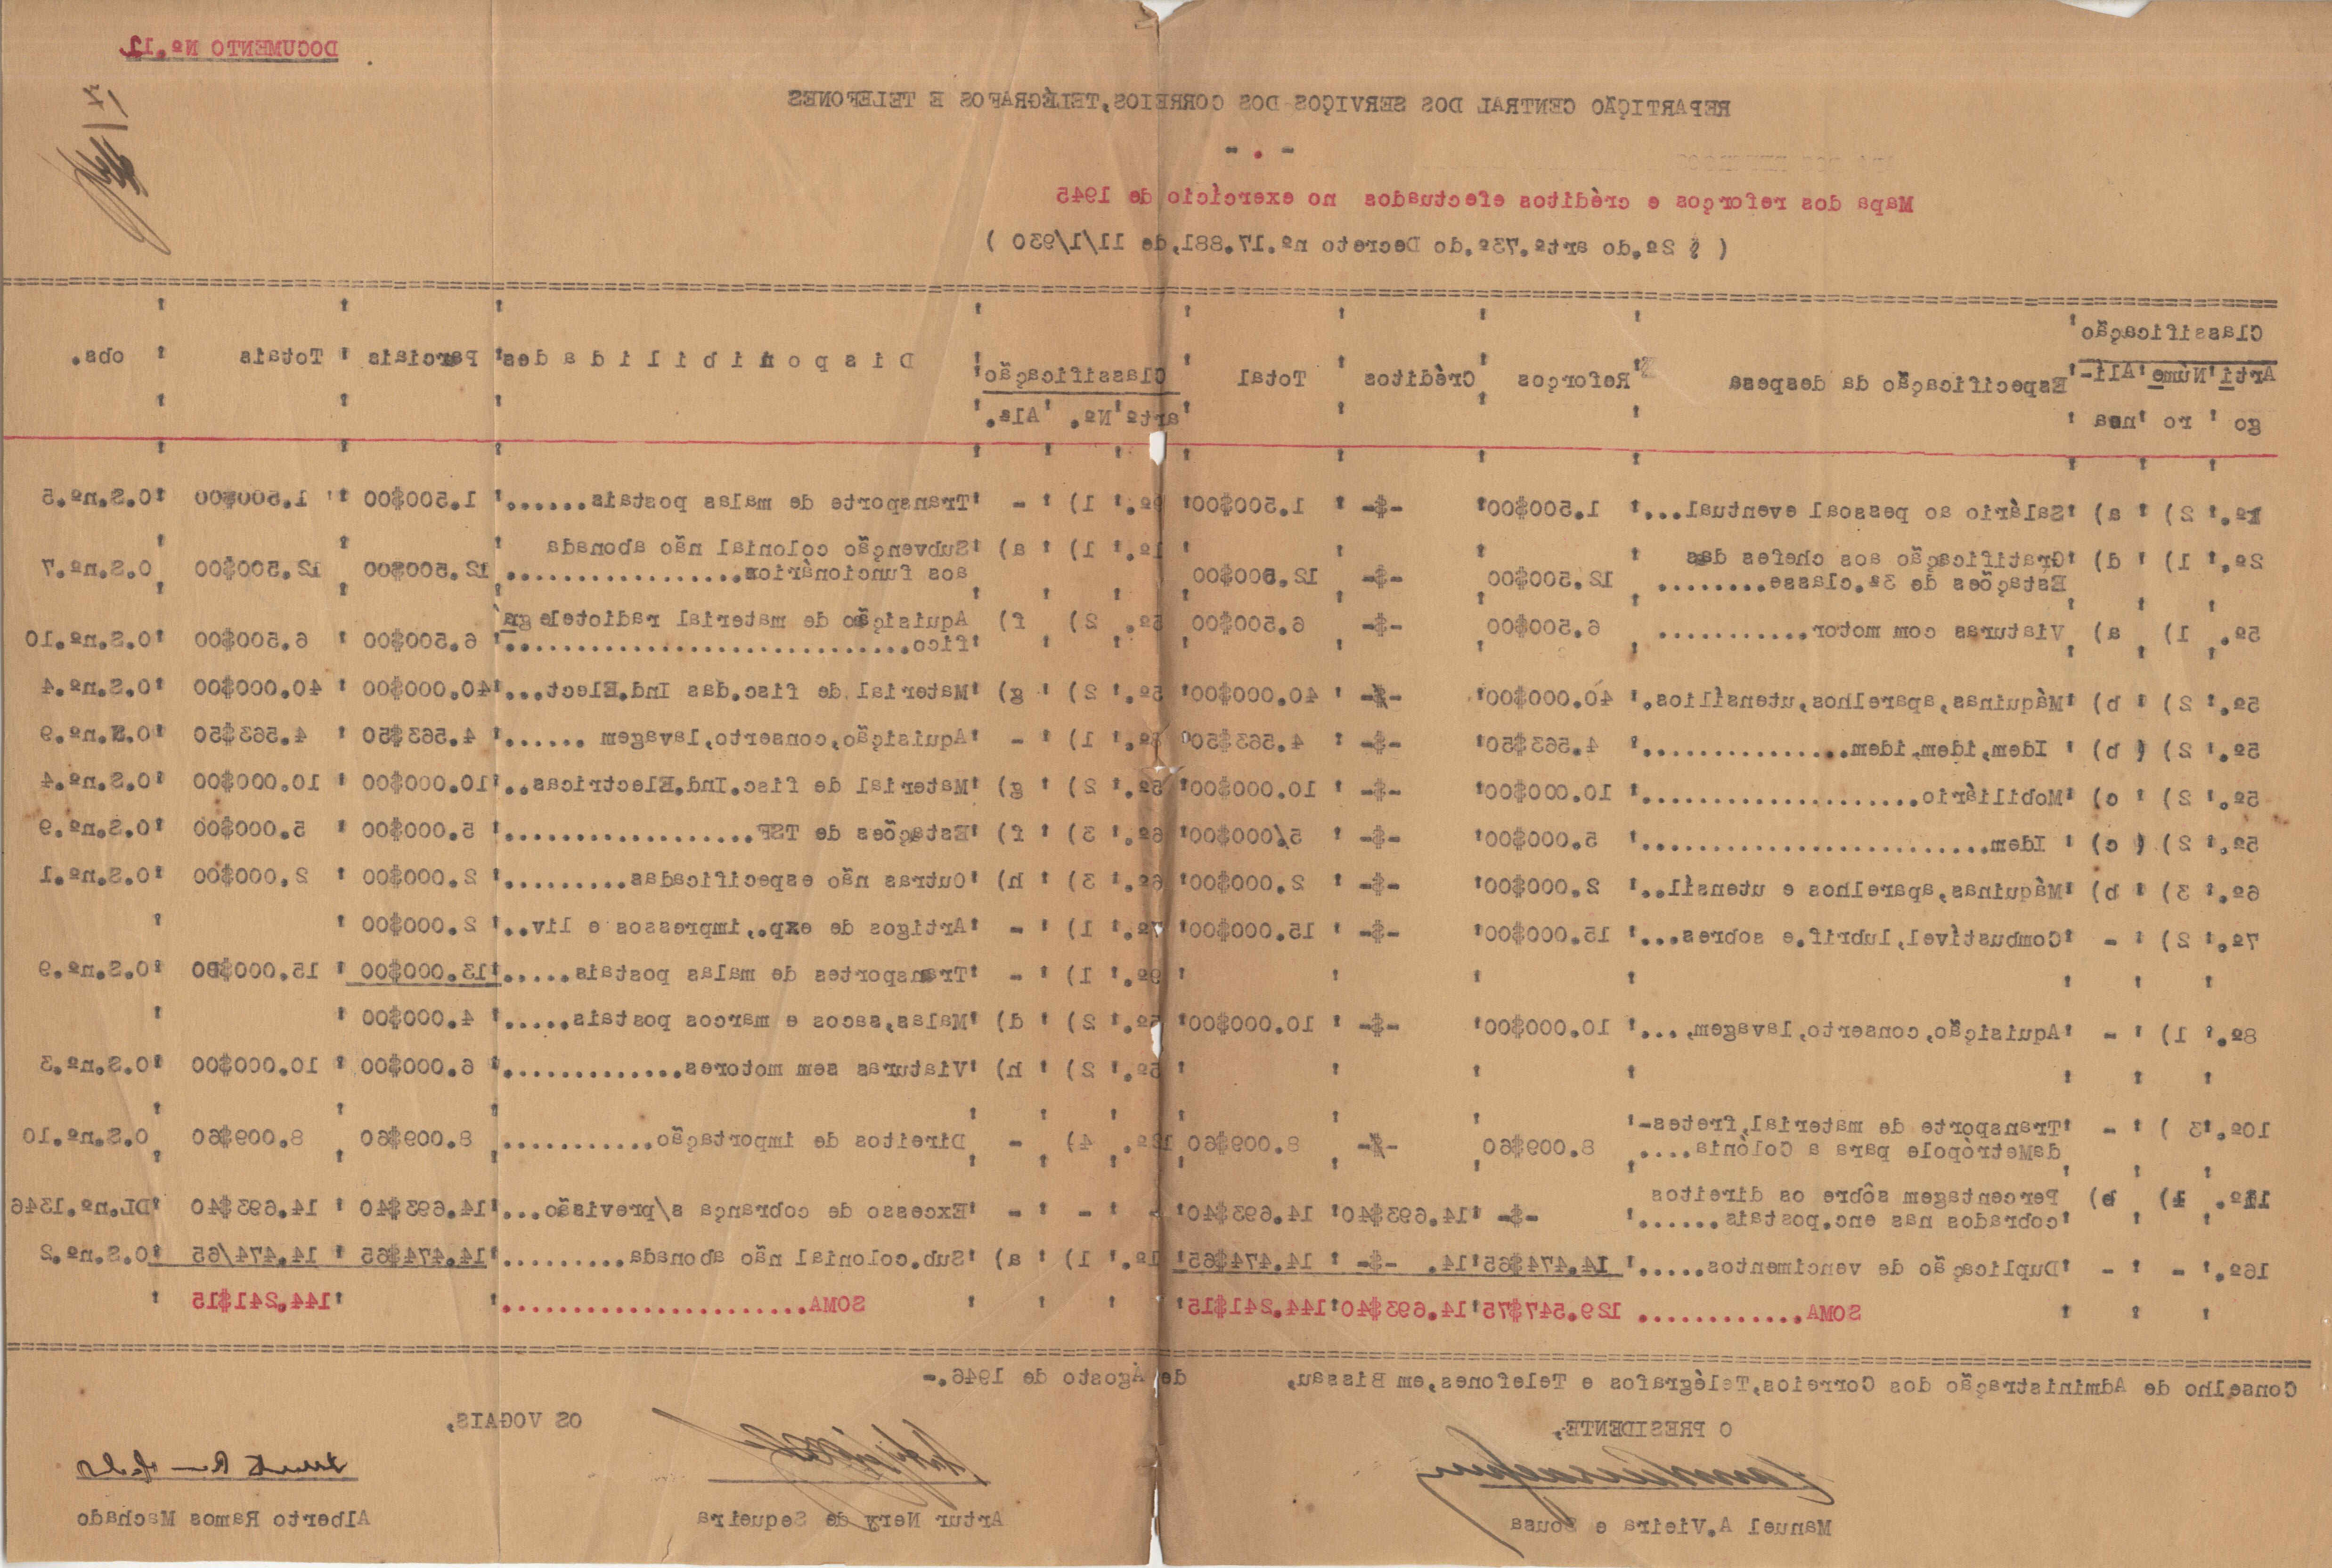 DOCUMENTO Nº.11
REPARTIÇÃO CENTRAL DOS SERVIÇOS DOS CORREIOS,TELÉGRAFOS E TELEFONES
- . -
Mapa dos reforços e créditos efectuados no exercício de 1945
( § 2º.do artº.73º.do Decreto nº.17.881,de 11/1/930 )
Classificação ' Especificação da despesa ' Reforços ' Créditos ' Total ' Classificação ' Disponibilidades ' Parciais ' Totais ' obs.
Arti'Núme'Alí-' artº'Nº.'Ala.'
go ' ro 'neas '
1º.' 2) ' a) 'Salário ao pessoal eventual...' 1.500$00' -$- ' 1.500$00' 9º.' 1) ' - 'Transporte de malas postais.......' 1.500$00 ' 1.500$00 'O.S.nº.5
2º.' 1) ' d) 'Gratificação aos chefes das ' ' ' ' 1º.' 1) ' a) 'Subvenção colonial não abonada
Estações de 3ª.classe........ 12.500$00 -$- 12.500$00 aos funcionários.................. 12.500$00 12.500$00 O.S.nº.7
5º. 1) a) Viaturas com motor........... 6.500$00 -$- 6.500$00 5º. 2) f) Aquisição de material radiotelegrá
fico..............................' 6.500$00 ' 6.500$00 'O.S.nº.10
5º.' 2) ' b) 'Máquinas,aparelhos,utensílios.' 40.000$00' -$- ' 40.000$00' 5º.' 2) ' g) 'Material de fisc.das Ind.Elect...'40.000$00 ' 40.000$00 'O.S.nº.4
5º.' 2) ( b) ' Idem,idem,idem................' 4.563$50' -$- ' 4.563$50' 8º.' 1) ' - 'Aquisição,conserto,lavagem ......' 4.563$50 ' 4.563$50 'O.S.nº.9
5º.' 2) ' c) 'Mobiliário....................' 10.000$00' -$- ' 10.000$00' 5º.' 2) ' g) 'Material de fisc.Ind.Electricas..'10.000$00 ' 10.000$00 'O.S.nº.4
5º.' 2) ( c) ' Idem..........................' 5.000$00' -$- ' 5/000$00' 6º.' 3) ' f) 'Estações de TSF..................' 5.000$00 ' 5.000$00 'O.S.nº.9
6º.' 3) ' b) 'Máquinas,aparelhos e utensíl..' 2.000$00' -$- ' 2.000$00' 6º.' 3) ' h) 'Outras não especificadas.........' 2.000$00 ' 2.000$00 'O.S.nº.1
7º.' 2) ' - 'Combustível,lubrif.e sobres...' 15.000$00' -$- ' 15.000$00' 7º.' 1) ' - 'Artigos de exp.,impressos e liv..' 2.000$00 ' '
9º.' 1) ' - 'Transportes de malas postais.....'13.000$00 ' 15.000$00 'O.S.nº.9
8º.' 1) ' - 'Aquisição,conserto,lavagem,...' 10.000$00' -$- ' 10.000$00' 5º.' 2) ' d) 'Malas,sacos e marcos postais.....' 4.000$00 ' '
5º.' 2) ' h) 'Viaturas sem motores.............' 6.000$00 ' 10.000$00 'O.S.nº.3
10º.'3 ) ' - 'Transporte de material,fretes-'
daMetrópole para a Colònia.... 8.009$60 -$- 8.009$60 12º. 4) - Direitos de importação........... 8.009$60 8.009$60 O.S.nº.10
11º. 4) e) Percentagem sôbre os direitos
'cobrados nas enc.postais......' -$- '14.693$40' 14.693$40' - ' - ' - 'Excesso de cobrança s/previsão...'14.693$40 ' 14.693$40 'DL.nº.1346
16º.' - ' - 'Duplicação de vencimentos.....' 14.474$65'14. -$- ' 14.474$65' 1º.' 1) ' a) 'Sub.colonial não abonada.........'14.474$65 ' 14.474/65 'O.S.nº.2
SOMA............ 129.547$75'14.693$40'144.241$15' SOMA......................' '144.241$15 '
Conselho de Administração dos Correios,Telégrafos e Telefones,em Bissau, de Agosto de 1946.-
O PRESIDENTE, OS VOGAIS,
Manuel A.Vieira e Sousa Artur Nery de Sequeira Alberto Ramos Machado